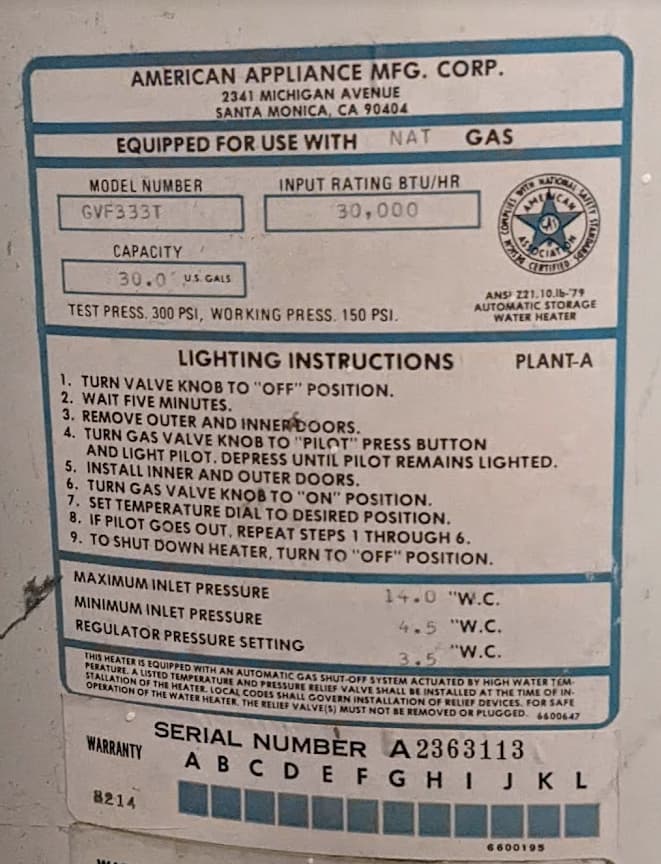 AMERICAN APPLIANCE MFG. CORP.
2341 MICHIGAN AVENUE
SANTA MONICA, CA 90404
EQUIPPED FOR USE WITH NAT GAS
MODEL NUMBER
GVF333T
INPUT RATING BTU/HR
30,000
CAPACITY
30.0 U.S. GALS
TEST PRESS. 300 PSI, WORKING PRESS. 150 PSI.
DESIGN COMPLIES WITH NATIONAL SAFETY STANDARDS
AMERICAN
ASSOCIATION
CERTIFIED
ANSI Z21.10.1b-'79
AUTOMATIC STORAGE
WATER HEATER
LIGHTING INSTRUCTIONS PLANT-A
1. TURN VALVE KNOB TO "OFF" POSITION.
2. WAIT FIVE MINUTES.
3. REMOVE OUTER AND INNER DOORS.
4. TURN GAS VALVE KNOB TO "PILOT" PRESS BUTTON
AND LIGHT PILOT. DEPRESS UNTIL PILOT REMAINS LIGHTED.
5. INSTALL INNER AND OUTER DOORS.
6. TURN GAS VALVE KNOB TO "ON" POSITION.
7. SET TEMPERATURE DIAL TO DESIRED POSITION.
8. IF PILOT GOES OUT, REPEAT STEPS 1 THROUGH 6.
9. TO SHUT DOWN HEATER, TURN TO "OFF" POSITION.
MAXIMUM INLET PRESSURE 14.0 "W.C.
MINIMUM INLET PRESSURE 4.5 "W.C.
REGULATOR PRESSURE SETTING 3.5 "W.C.
THIS HEATER IS EQUIPPED WITH AN AUTOMATIC GAS SHUT-OFF SYSTEM ACTUATED BY HIGH WATER TEM-
PERATURE. A LISTED TEMPERATURE AND PRESSURE RELIEF VALVE SHALL BE INSTALLED AT THE TIME OF IN-
STALLATION OF THE HEATER. LOCAL CODES SHALL GOVERN INSTALLATION OF RELIEF DEVICES. FOR SAFE
OPERATION OF THE WATER HEATER. THE RELIEF VALVE(S) MUST NOT BE REMOVED OR PLUGGED. 6600647
SERIAL NUMBER A2363113
WARRANTY
A B C D E F G H I J K L
8214
6600195